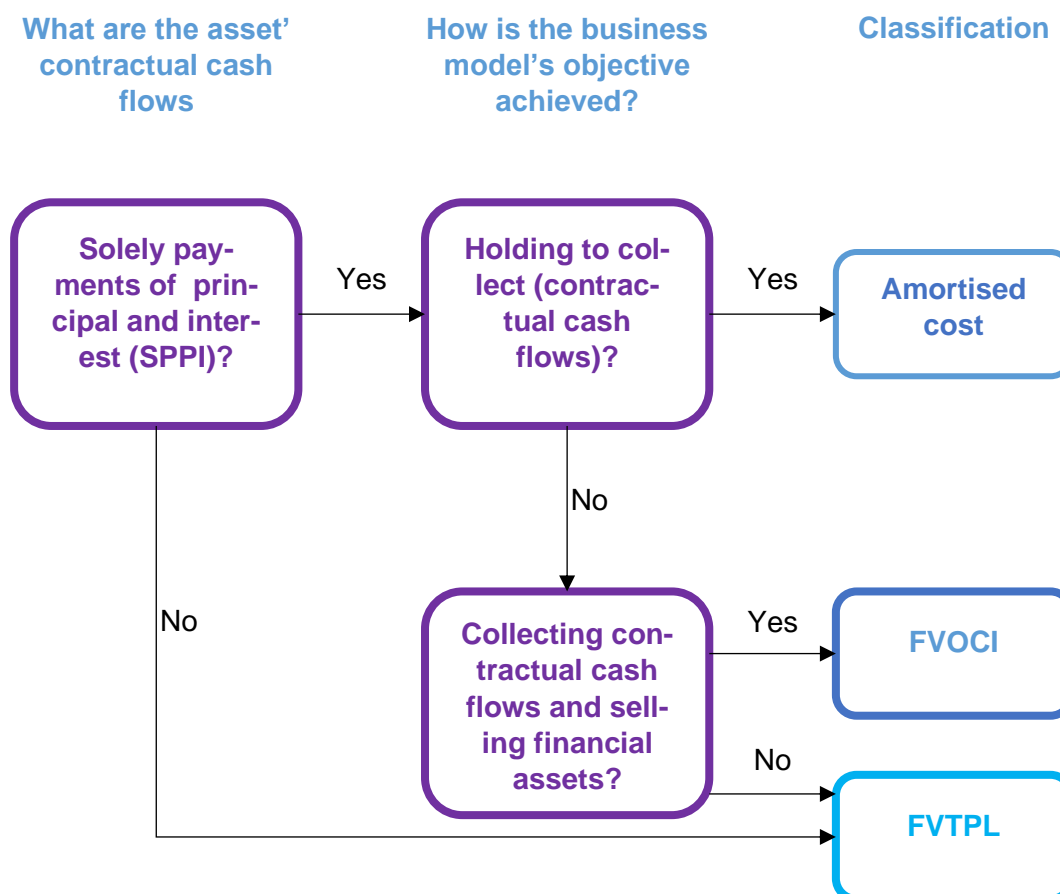 What are the asset’
contractual cash
flows
How is the business
model’s objective
achieved?
Classification
Solely pay-
ments of  prin-
cipal and inter-
est (SPPI)?
Yes
Holding to col-
lect (contrac-
tual cash
flows)?
Yes
Amortised
cost
No
No
Collecting con-
tractual cash
flows and sell-
ing financial
assets?
Yes
FVOCI
No
FVTPL